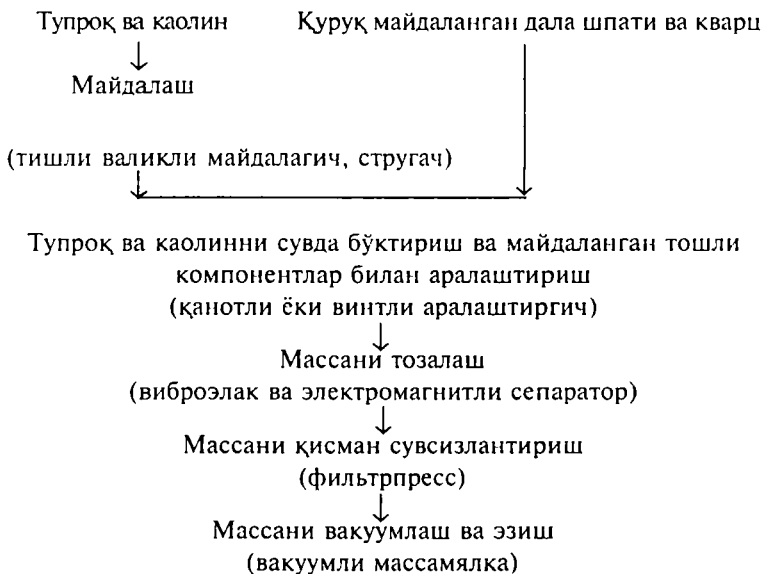 Тупроқ ва каолин
Қуруқ майдаланган дала шпати ва кварц
Майдалаш
(тишли валикли майдалагич, стругач)
Тупроқ ва каолинни сувда бўктириш ва майдаланган тошли
компонентлар билан аралаштириш
(қанотли ёки винтли аралаштиргич)
Массани тозалаш
(виброэлак ва электромагнитли сепаратор)
Массани қисман сувсизлантириш
(фильтрпресс)
Массани вакуумлаш ва эзиш
(вакуумли массамялка)